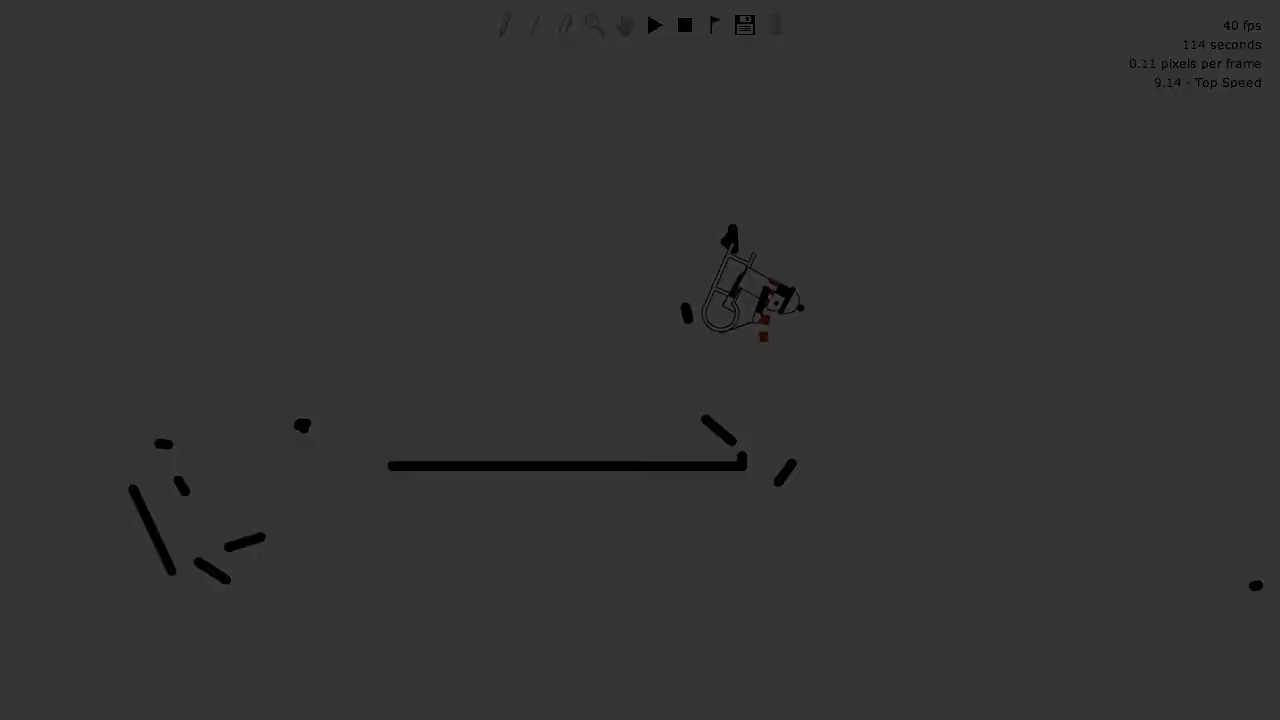 40 fps
114 seconds
0.11 pixels per frame
9.14 - Top Speed